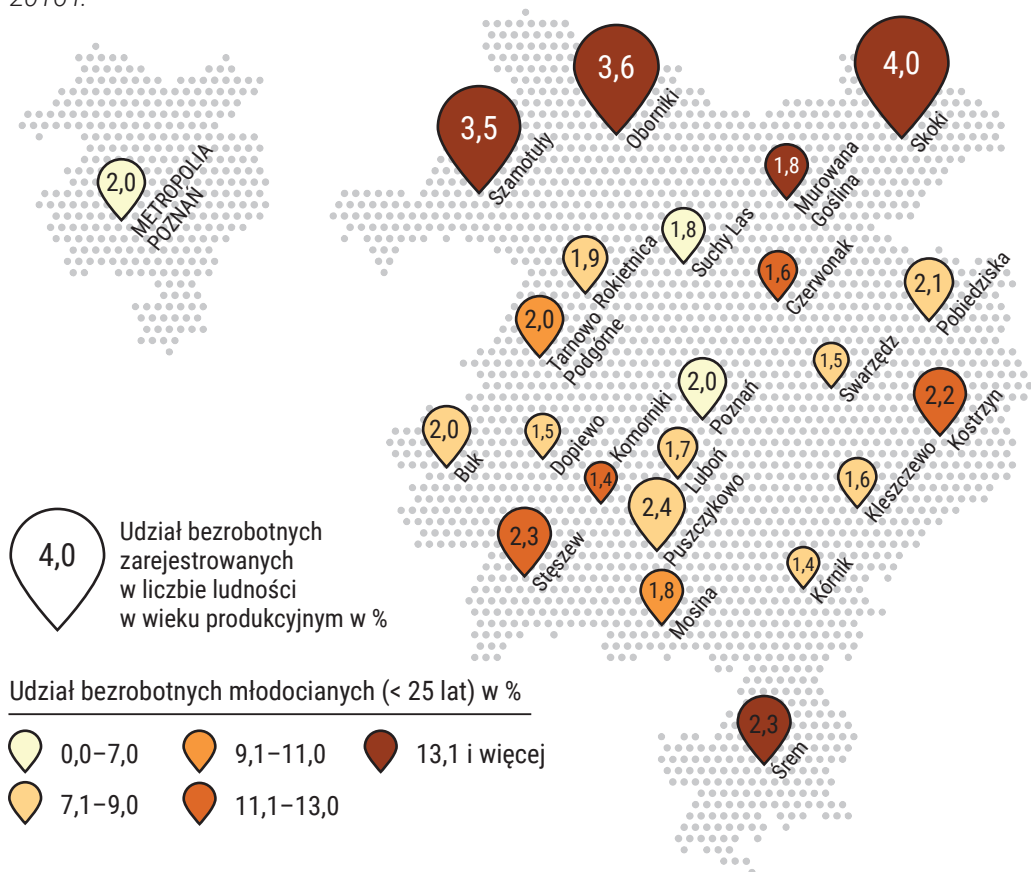 3,6
4,0
3,5
Oborniki
Skoki
Szamotuły
1,8
Murowana
Goślina
2,0
METROPOLIA
POZNAŃ
1,8
Suchy Las
1,9
Rokietnica
1,6
Czerwonak
2,1
Pobiedziska
2,0
Tarnowo
Podgórne
1,5
Swarzędz
2,0
Poznań
2,2
Kostrzyn
2,0
Buk
1,5
Dopiewo
1,4
Komorniki
1,7
Luboń
1,6
Kleszczewo
2,4
Puszczykowo
2,3
Stęszew
1,4
Kórnik
1,8
Mosina
2,3
Śrem
4,0
Udział bezrobotnych
zarejestrowanych
w liczbie ludności
w wieku produkcyjnym w %
Udział bezrobotnych młodocianych (< 25 lat) w %
0,0–7,0
9,1–11,0
13,1 i więcej
7,1–9,0
11,1–13,0